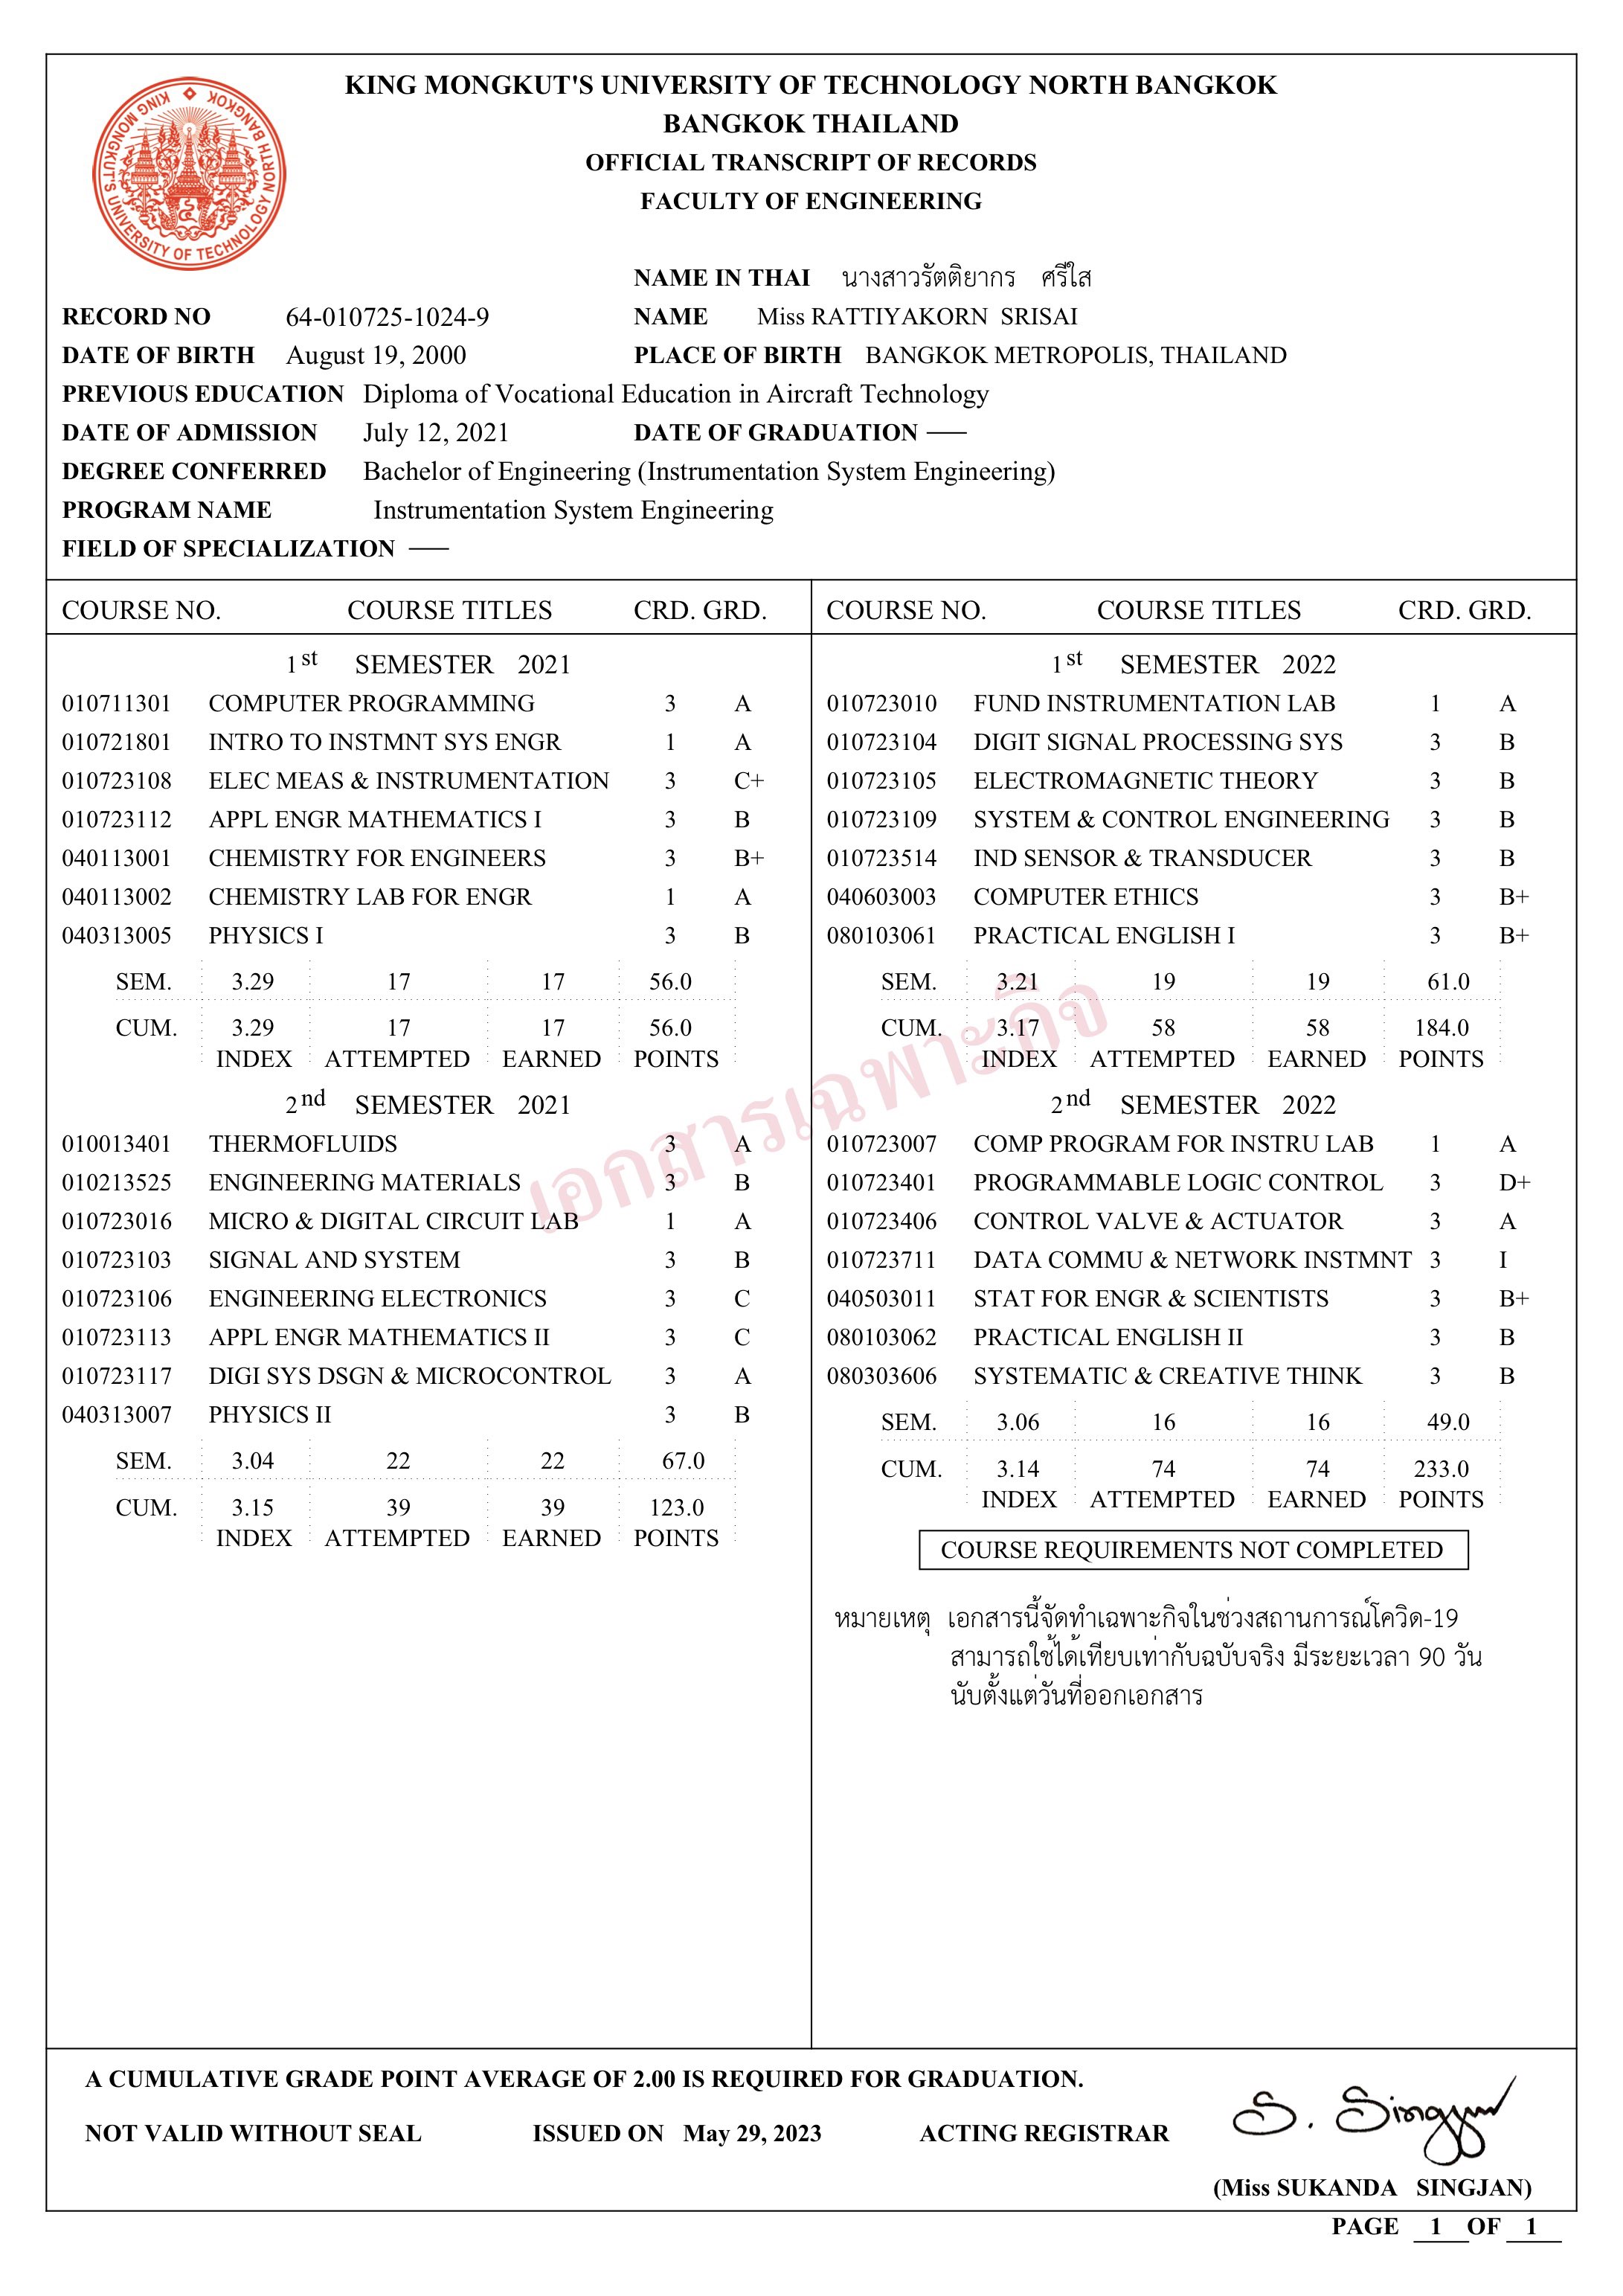 KING MONGKUT'S UNIVERSITY OF TECHNOLOGY NORTH BANGKOK
KING MONGKUT'S UNIVERSITY OF TECHNOLOGY NORTH BANGKOK
BANGKOK THAILAND
OFFICIAL TRANSCRIPT OF RECORDS
FACULTY OF ENGINEERING
NAME IN THAI นางสาวรัตติยากร ศรีใส
RECORD NO 64-010725-1024-9 NAME Miss RATTIYAKORN SRISAI
DATE OF BIRTH August 19, 2000 PLACE OF BIRTH BANGKOK METROPOLIS, THAILAND
PREVIOUS EDUCATION Diploma of Vocational Education in Aircraft Technology
DATE OF ADMISSION July 12, 2021 DATE OF GRADUATION ——
DEGREE CONFERRED Bachelor of Engineering (Instrumentation System Engineering)
PROGRAM NAME Instrumentation System Engineering
FIELD OF SPECIALIZATION ——
COURSE NO. COURSE TITLES CRD. GRD.
1st SEMESTER 2021
010711301 COMPUTER PROGRAMMING 3 A
010721801 INTRO TO INSTMNT SYS ENGR 1 A
010723108 ELEC MEAS & INSTRUMENTATION 3 C+
010723112 APPL ENGR MATHEMATICS I 3 B
040113001 CHEMISTRY FOR ENGINEERS 3 B+
040113002 CHEMISTRY LAB FOR ENGR 1 A
040313005 PHYSICS I 3 B
SEM. 3.29 17 17 56.0
CUM. 3.29 17 17 56.0
INDEX ATTEMPTED EARNED POINTS
2nd SEMESTER 2021
010013401 THERMOFLUIDS 3 A
010213525 ENGINEERING MATERIALS 3 B
010723016 MICRO & DIGITAL CIRCUIT LAB 1 A
010723103 SIGNAL AND SYSTEM 3 B
010723106 ENGINEERING ELECTRONICS 3 C
010723113 APPL ENGR MATHEMATICS II 3 C
010723117 DIGI SYS DSGN & MICROCONTROL 3 A
040313007 PHYSICS II 3 B
SEM. 3.04 22 22 67.0
CUM. 3.15 39 39 123.0
INDEX ATTEMPTED EARNED POINTS
COURSE NO. COURSE TITLES CRD. GRD.
1st SEMESTER 2022
010723010 FUND INSTRUMENTATION LAB 1 A
010723104 DIGIT SIGNAL PROCESSING SYS 3 B
010723105 ELECTROMAGNETIC THEORY 3 B
010723109 SYSTEM & CONTROL ENGINEERING 3 B
010723514 IND SENSOR & TRANSDUCER 3 B
040603003 COMPUTER ETHICS 3 B+
080103061 PRACTICAL ENGLISH I 3 B+
SEM. 3.21 19 19 61.0
CUM. 3.17 58 58 184.0
INDEX ATTEMPTED EARNED POINTS
2nd SEMESTER 2022
010723007 COMP PROGRAM FOR INSTRU LAB 1 A
010723401 PROGRAMMABLE LOGIC CONTROL 3 D+
010723406 CONTROL VALVE & ACTUATOR 3 A
010723711 DATA COMMU & NETWORK INSTMNT 3 I
040503011 STAT FOR ENGR & SCIENTISTS 3 B+
080103062 PRACTICAL ENGLISH II 3 B
080303606 SYSTEMATIC & CREATIVE THINK 3 B
SEM. 3.06 16 16 49.0
CUM. 3.14 74 74 233.0
INDEX ATTEMPTED EARNED POINTS
COURSE REQUIREMENTS NOT COMPLETED
หมายเหตุ เอกสารนี้จัดทำเฉพาะกิจในช่วงสถานการณ์โควิด-19
สามารถใช้ได้เทียบเท่ากับฉบับจริง มีระยะเวลา 90 วัน
นับตั้งแต่วันที่ออกเอกสาร
เอกสารเฉพาะกิจ
A CUMULATIVE GRADE POINT AVERAGE OF 2.00 IS REQUIRED FOR GRADUATION.
NOT VALID WITHOUT SEAL ISSUED ON May 29, 2023 ACTING REGISTRAR S. Singjan
(Miss SUKANDA SINGJAN)
PAGE 1 OF 1